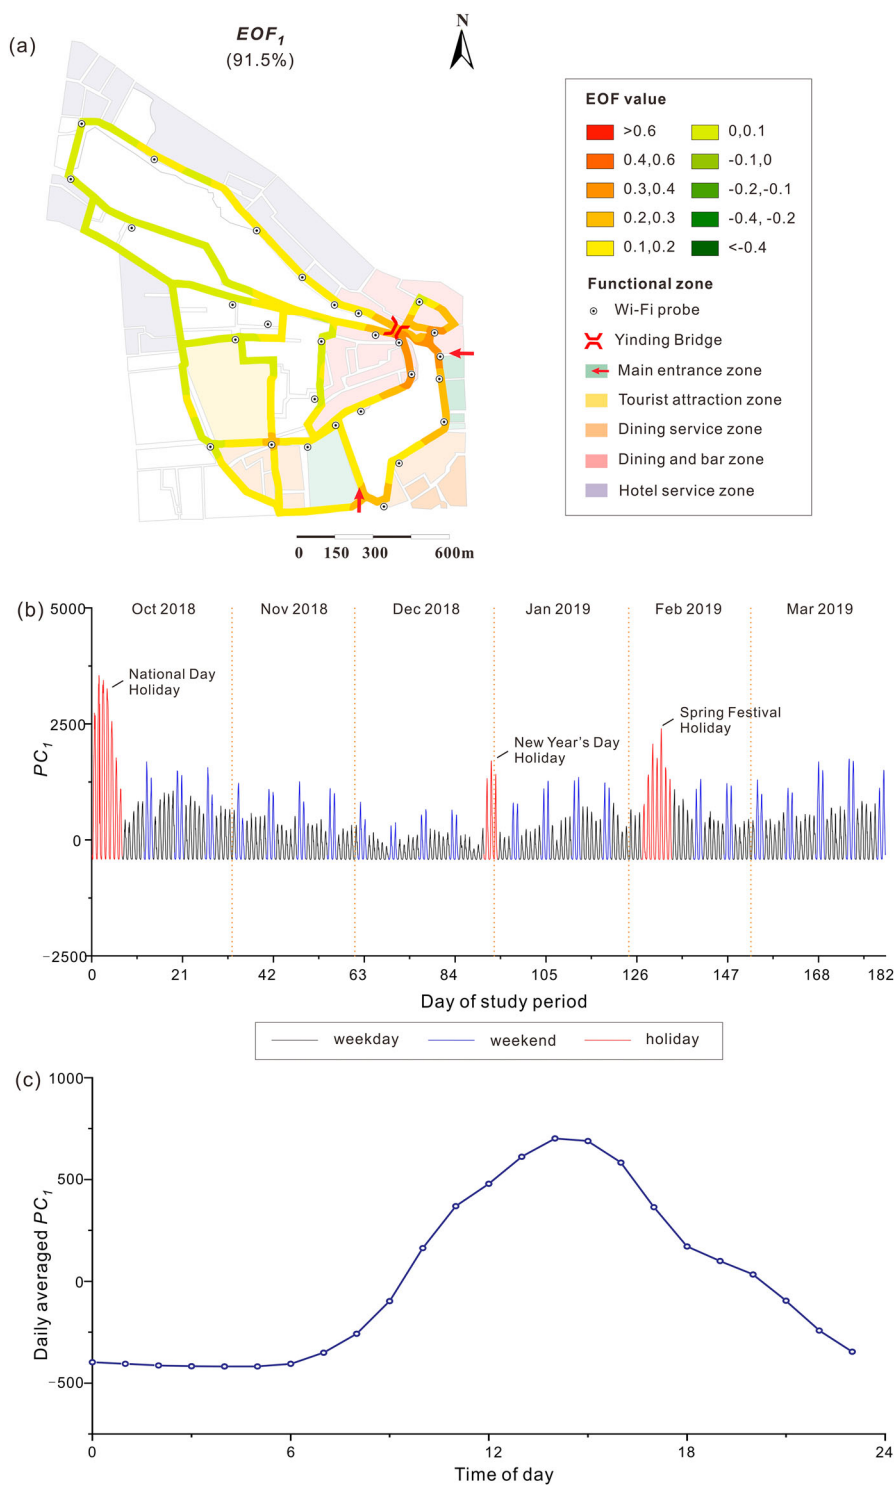 (a)
EOF1
(91.5%)
N
EOF value
>0.6
0,0.1
0.4,0.6
-0.1,0
0.3,0.4
-0.2,-0.1
0.2,0.3
-0.4, -0.2
0.1,0.2
<-0.4
Functional zone
Wi-Fi probe
Yinding Bridge
Main entrance zone
Tourist attraction zone
Dining service zone
Dining and bar zone
Hotel service zone
0 150 300 600m
(b)
5000
2500
0
−2500
PC1
Oct 2018
Nov 2018
Dec 2018
Jan 2019
Feb 2019
Mar 2019
National Day
Holiday
New Year's Day
Holiday
Spring Festival
Holiday
0 21 42 63 84 105 126 147 168 182
Day of study period
weekday weekend holiday
(c)
1000
500
0
−500
Daily averaged PC1
0 6 12 18 24
Time of day